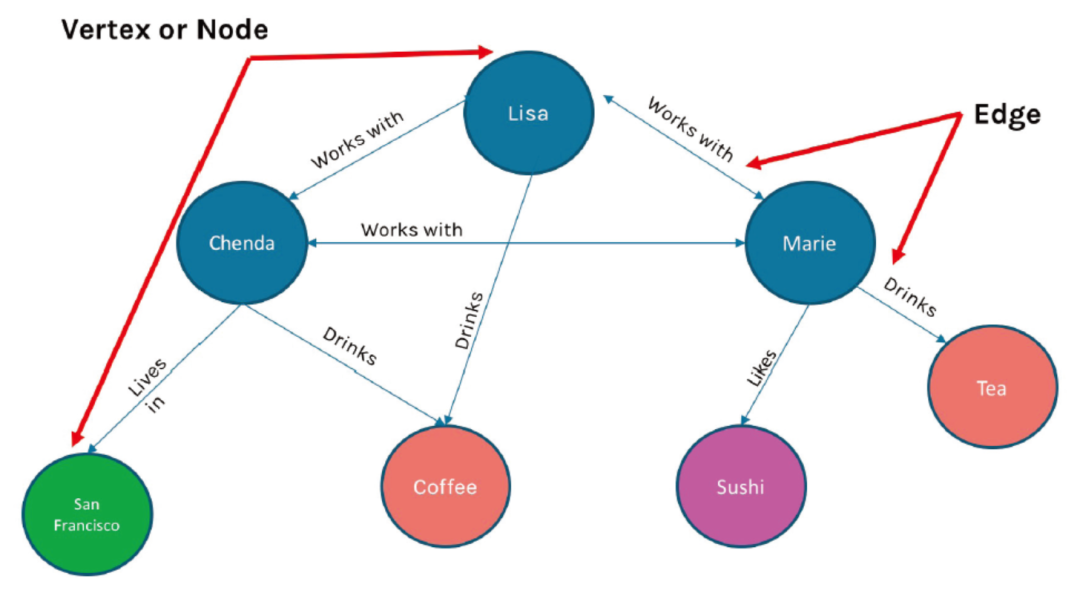 Vertex or Node
Lisa
Edge
Works with
Works with
Chenda
Works with
Marie
Drinks
Drinks
Drinks
Lives
in
Likes
Tea
San
Francisco
Coffee
Sushi